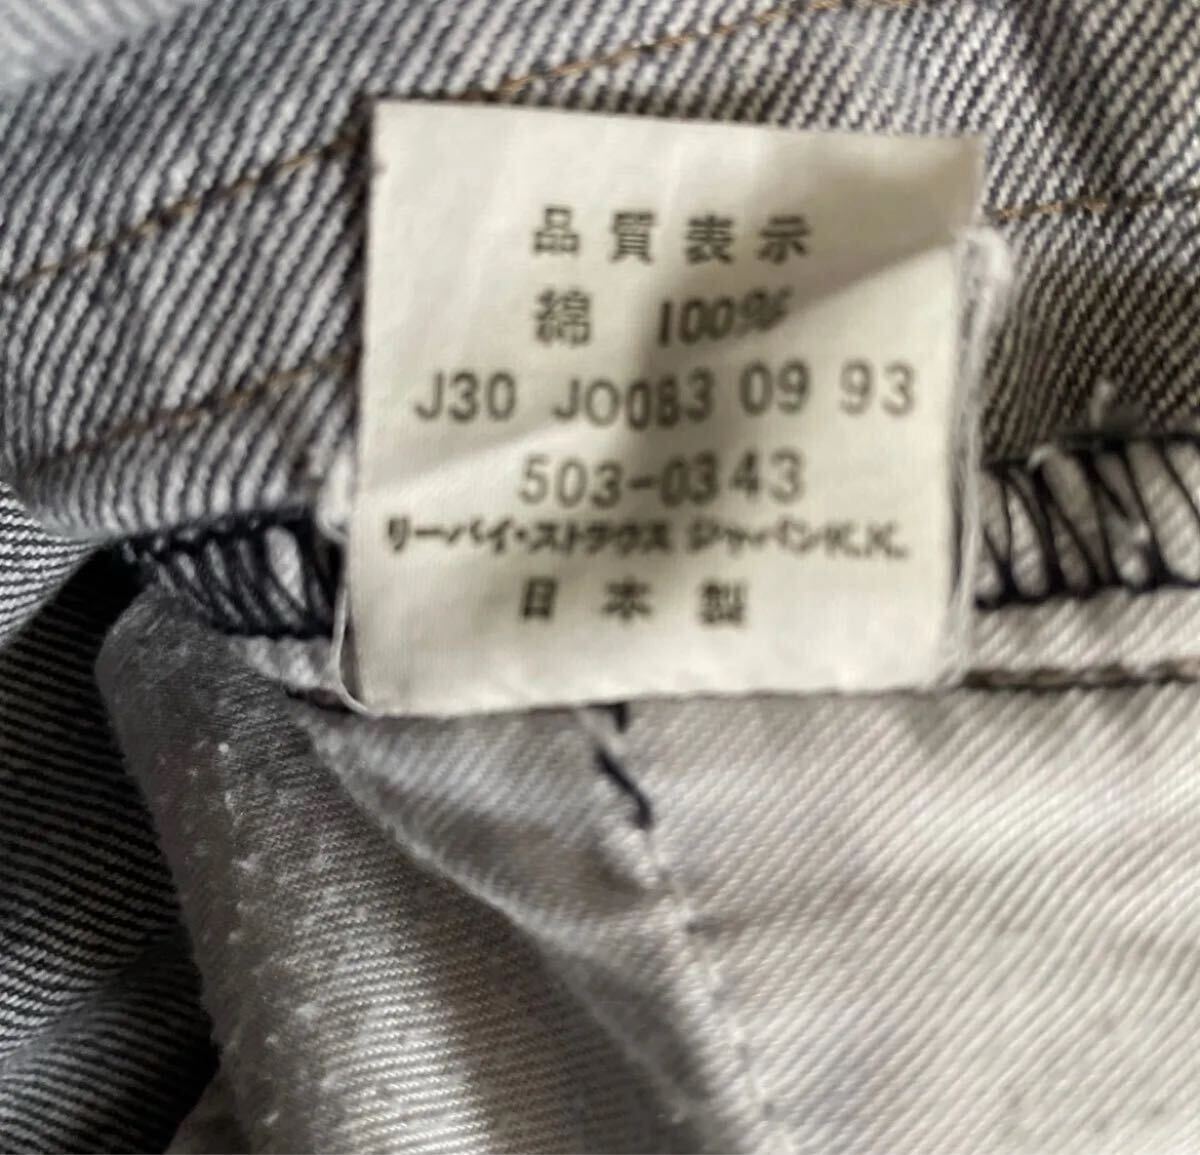 品質表示
綿 100%
J30 JO083 09 93
503-0343
リーバイ・ストラウス ジャパンK.K.
日本製